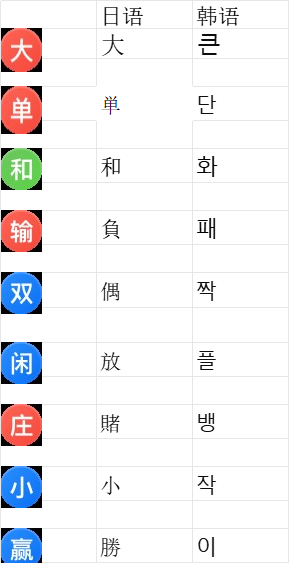 日语 韩语
大 大 큰
单 単 단
和 和 화
输 負 패
双 偶 짝
闲 放 플
庄 賭 뱅
小 小 작
赢 勝 이